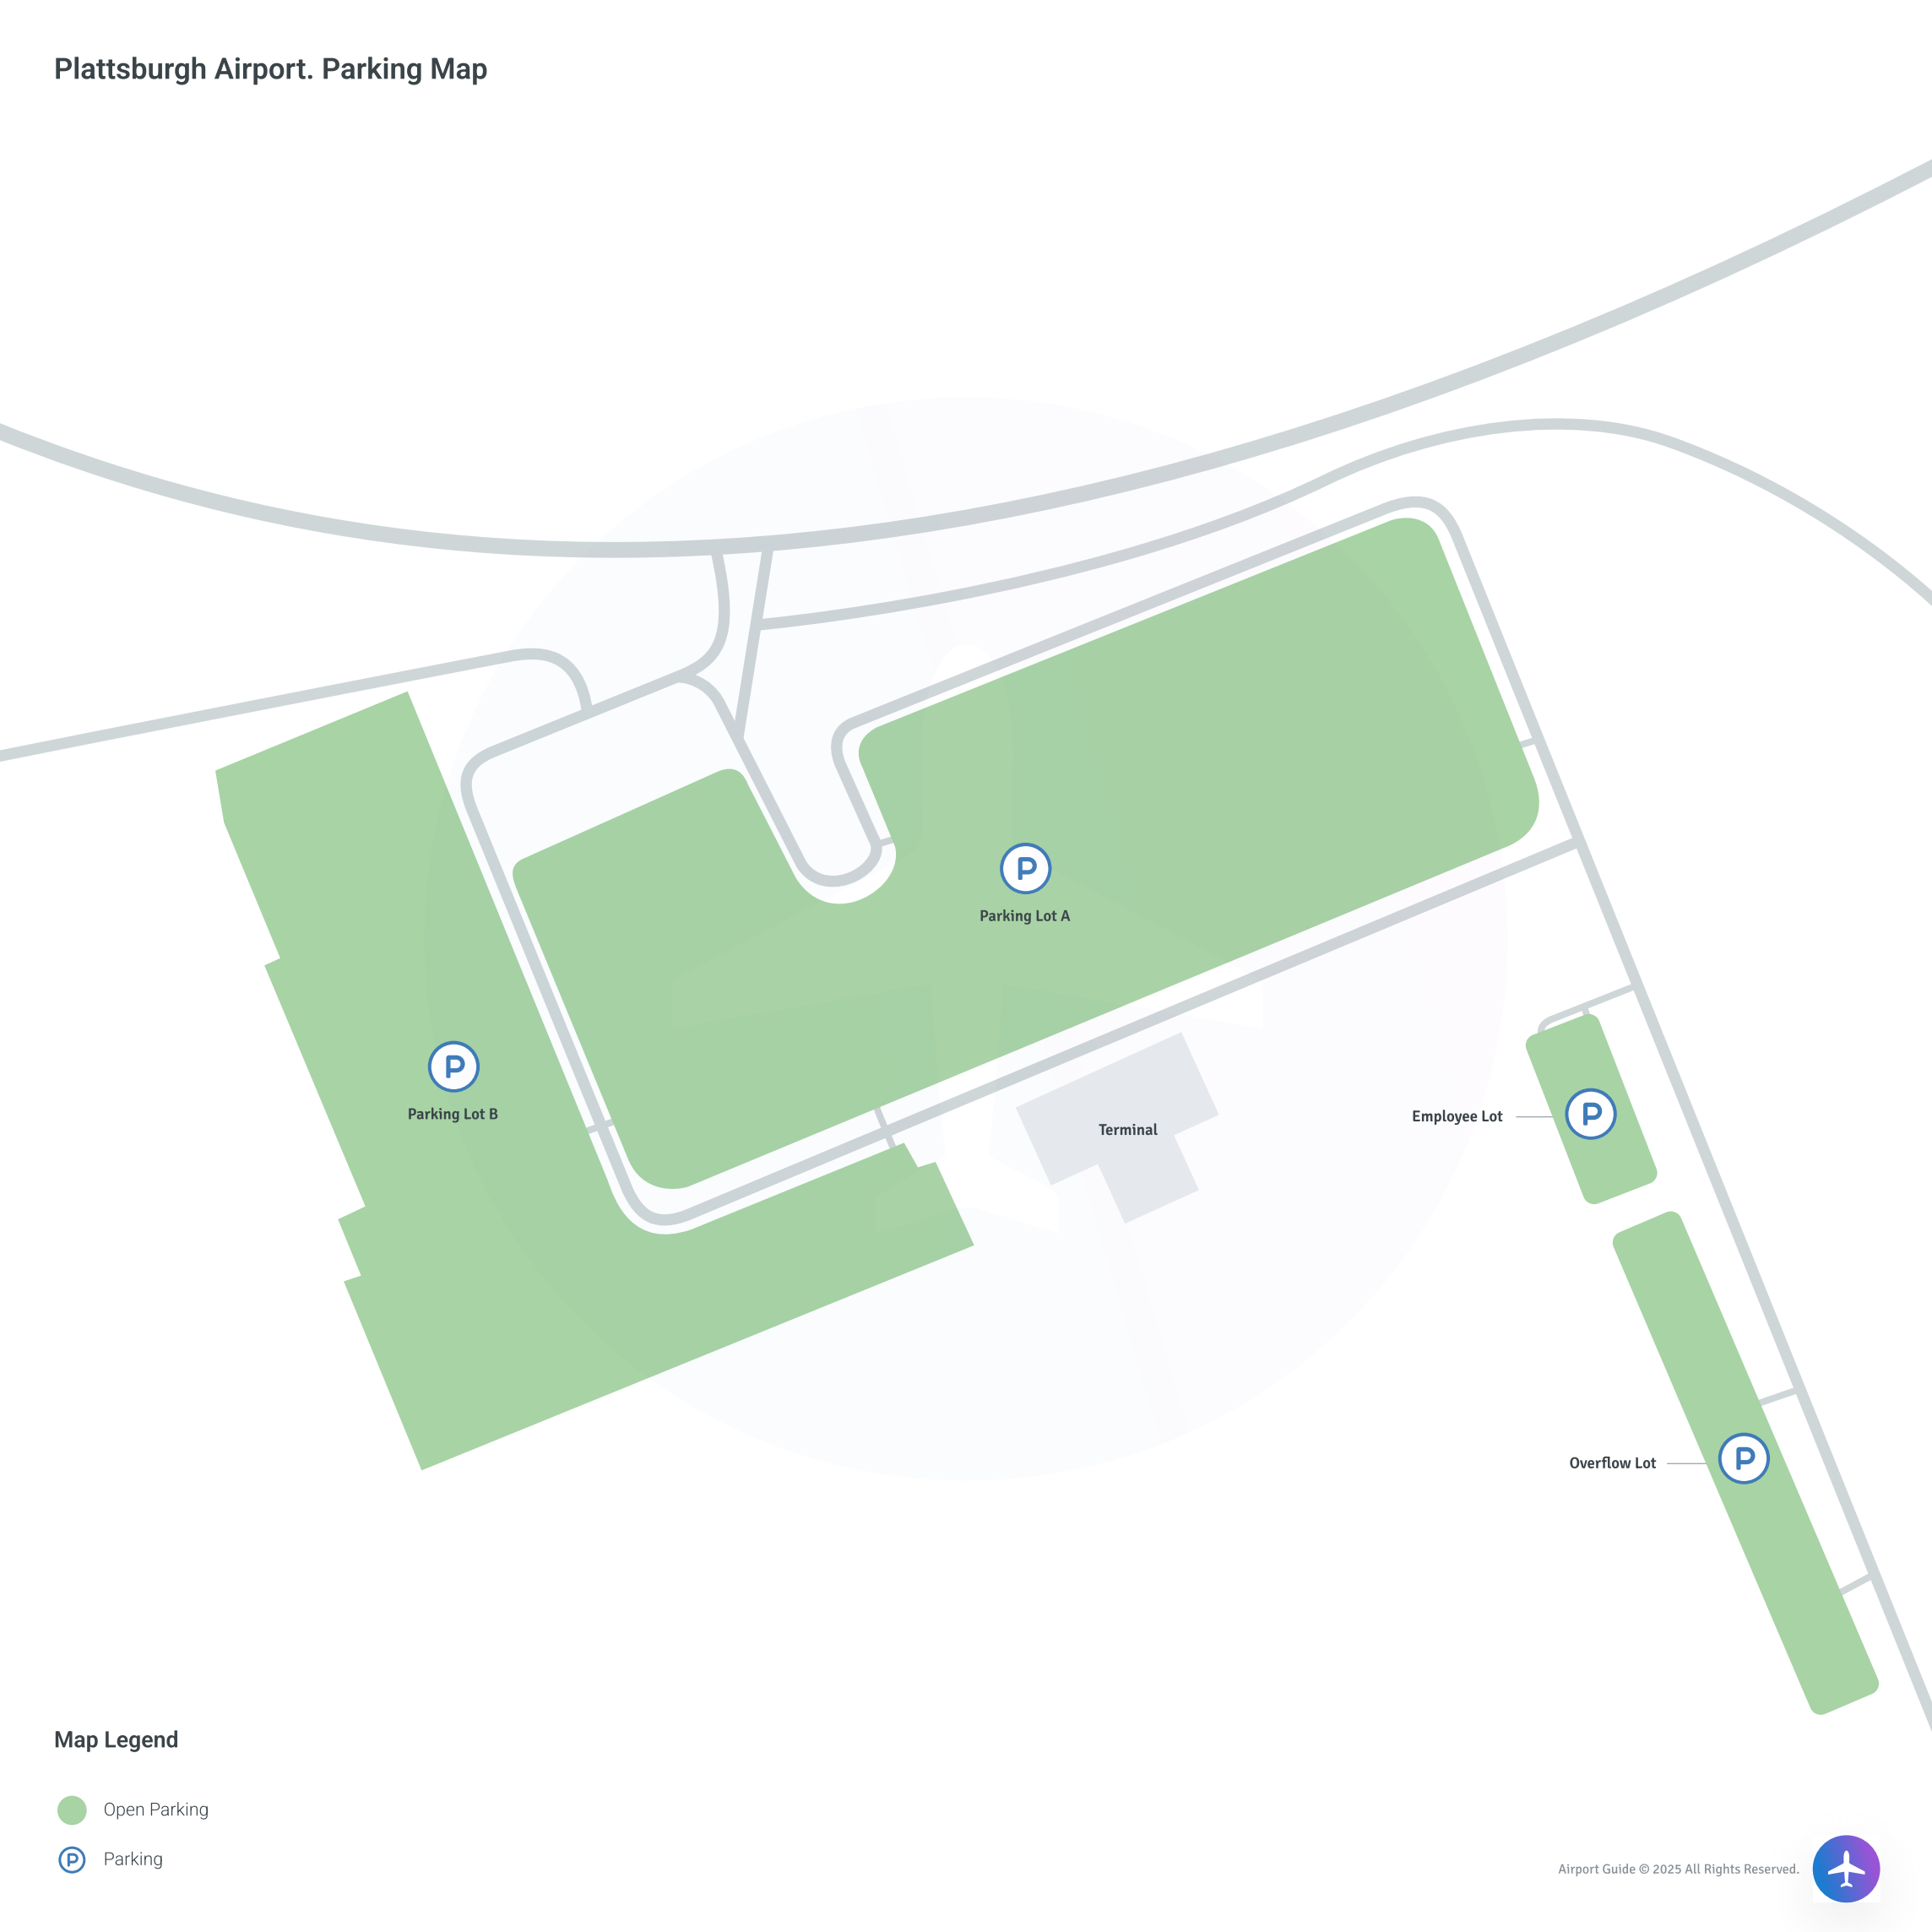 Plattsburgh Airport. Parking Map
P
Parking Lot A
P
Parking Lot B
Terminal
Employee Lot
P
Overflow Lot
P
Map Legend
Open Parking
P
Parking
Airport Guide © 2025 All Rights Reserved.